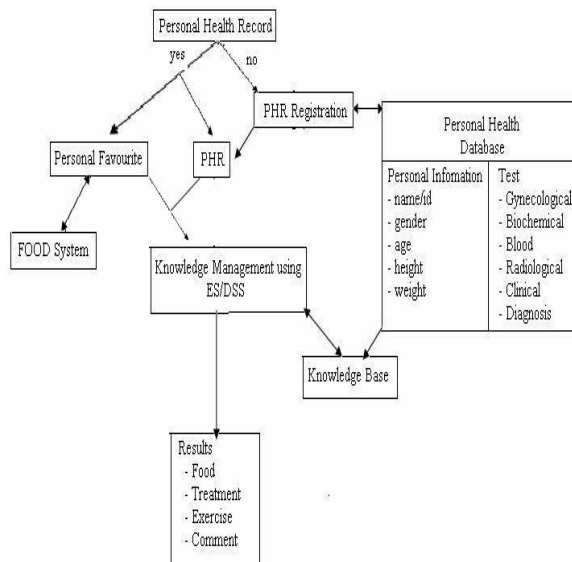 Personal Health Record
yes
no
PHR Registration
Personal Health
Database
Personal Favourite
PHR
Personal Infomation
- name/id
- gender
- age
- height
- weight
Test
- Gynecological
- Biochemical
- Blood
- Radiological
- Clinical
- Diagnosis
FOOD System
Knowledge Management using
ES/DSS
Knowledge Base
Results
- Food
- Treatment
- Exercise
- Comment